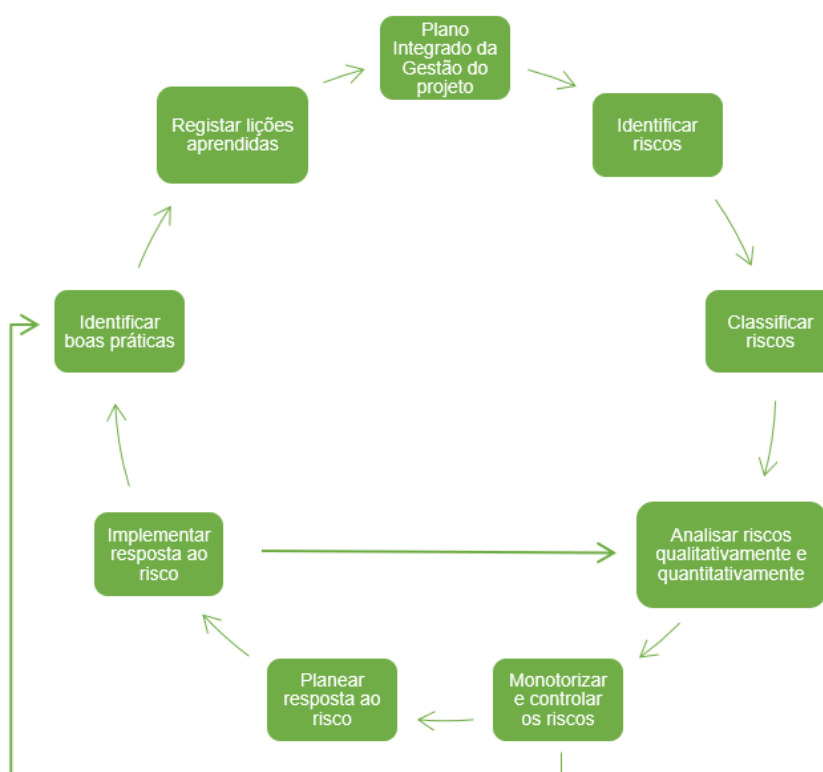 Plano
Integrado da
Gestão do
projeto
Identificar
riscos
Classificar
riscos
Analisar riscos
qualitativamente e
quantitativamente
Monotorizar
e controlar
os riscos
Planear
resposta ao
risco
Implementar
resposta ao
risco
Identificar
boas práticas
Registar lições
aprendidas